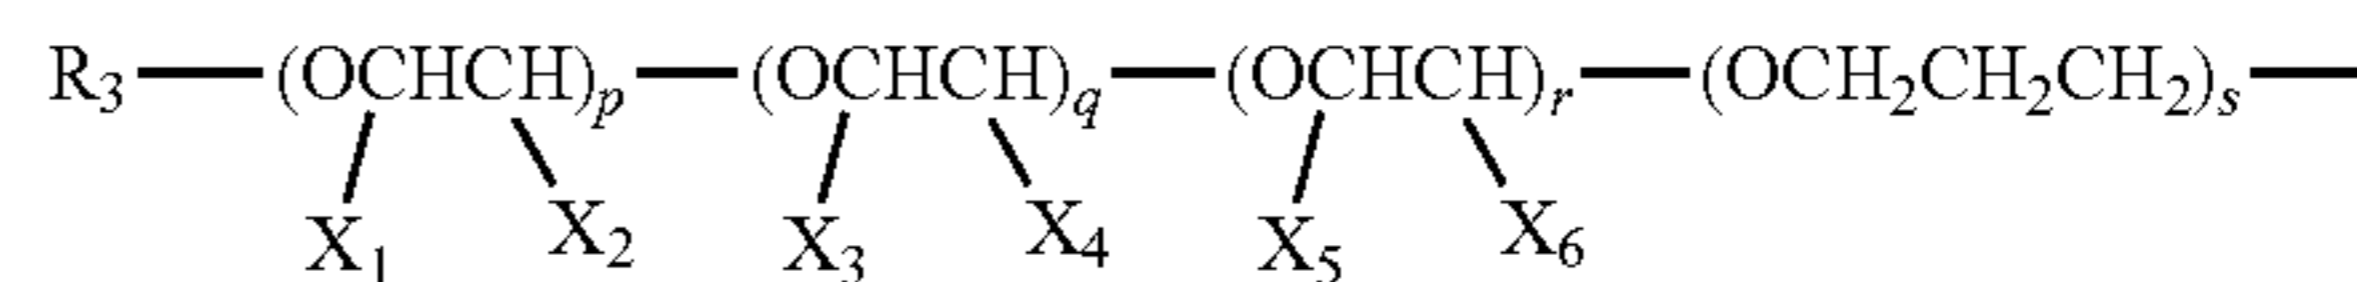 R₃—(OCHCH)ₚ—(OCHCH)q—(OCHCH)ᵣ—(OCH₂CH₂CH₂)ₛ—
X₁ X₂ X₃ X₄ X₅ X₆